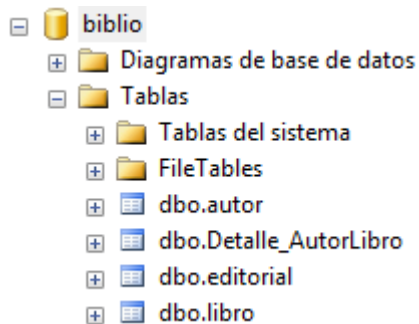 biblio
Diagramas de base de datos
Tablas
Tablas del sistema
FileTables
dbo.autor
dbo.Detalle_AutorLibro
dbo.editorial
dbo.libro